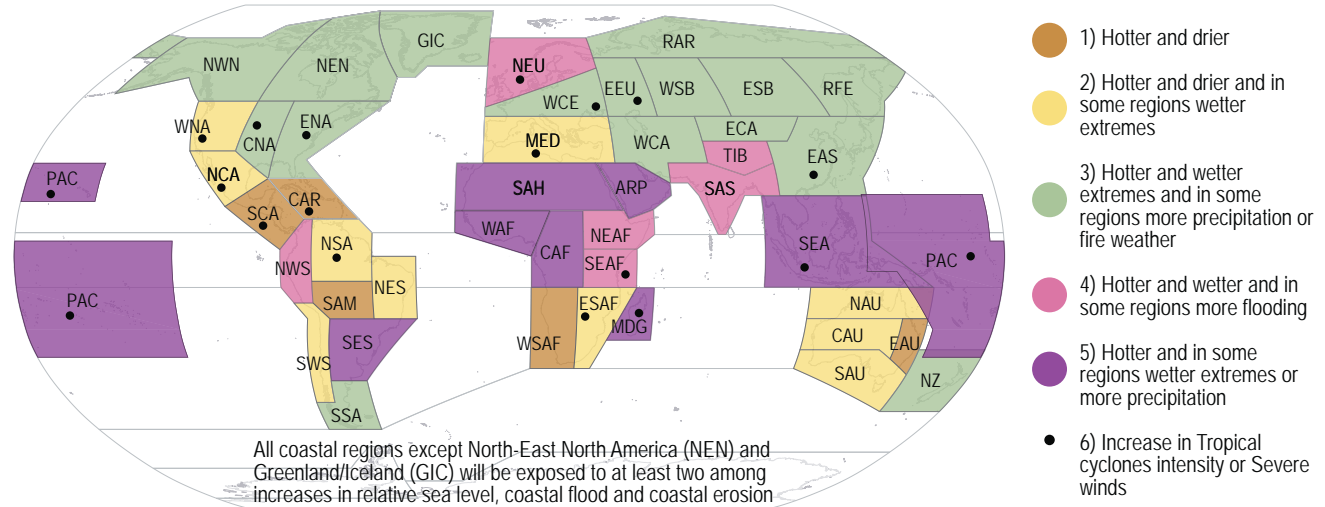 GIC
RAR
NWN
NEN
NEU
WCE
EEU
WSB
ESB
RFE
WNA
CNA
ENA
MED
WCA
ECA
TIB
EAS
PAC
NCA
SCA
CAR
SAH
ARP
SAS
WAF
CAF
NEAF
SEAF
SEA
PAC
PAC
NWS
NSA
NES
SAM
SES
SWS
SSA
WSAF
ESAF
MDG
NAU
CAU
EAU
SAU
NZ
All coastal regions except North-East North America (NEN) and
Greenland/Iceland (GIC) will be exposed to at least two among
increases in relative sea level, coastal flood and coastal erosion
1) Hotter and drier
2) Hotter and drier and in
some regions wetter
extremes
3) Hotter and wetter
extremes and in some
regions more precipitation or
fire weather
4) Hotter and wetter and in
some regions more flooding
5) Hotter and in some
regions wetter extremes or
more precipitation
6) Increase in Tropical
cyclones intensity or Severe
winds